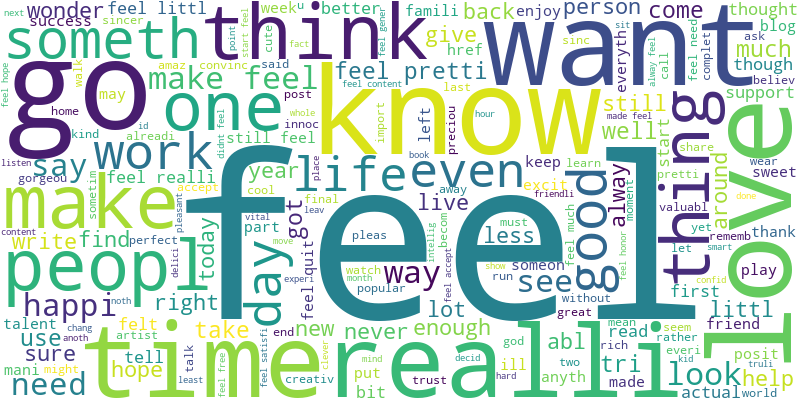 next
wonder
feel littl
week
u
better
famili
back
enjoy
person
thought
success
sincer
start feel
feel gener
come
blog
someth
think
give
want
ask
point
cute
href
much
amaz
convinc
said
sinc
everyth
sit
call
alway feel
feel need
complet
though
believ
feel hope
go
walk
fact
make feel
feel pretti
last
support
may
one
know
still
thing
love
home
post
import
left
well
made feel
start
share
kind
id
didnt feel
whole
innoc
preciou
hour
alreadi
still feel
work
feel content
wear
pretti
listen
say
feel realli
year
life
even
book
keep
learn
around
sweet
gorgeou
sometim
accept
cool
place
away
excit
friendli
moment
valuabl
make
feel
final
live
good
alway
yet
rememb
thank
write
find
today
day
part
got
vital
leav
pleas
becom
must
less
feel much
feel honor
let
smart
done
content
peopl
pleasant
perfect
delici
move
feel quit
way
intellig
someon
see
without
first
play
confid
experi
watch
month
popular
feel accept
show
run
great
happi
noth
right
lot
littl
talent
chang
anoth
felt
take
end
new
never
enough
mean
read
seem
friend
use
artist
time
feel free
feel satisfi
clever
realli
god
abl
rich
rather
everi
posit
sure
tell
talk
mind
decid
two
look
kid
truli
mani
might
hope
least
creativ
put
trust
ill
tri
help
need
bit
hard
anyth
made
actual
world